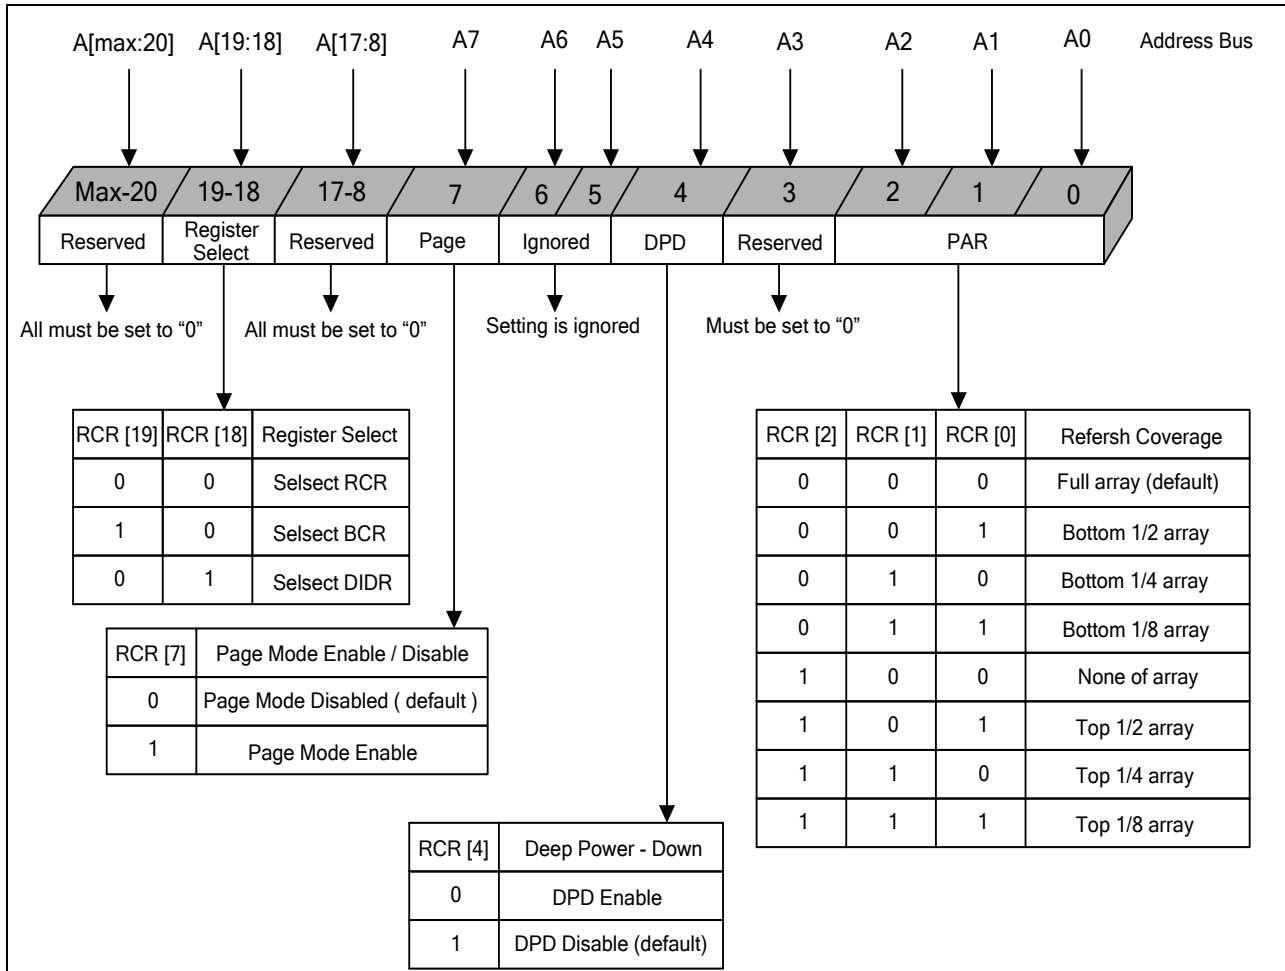 A[max:20] A[19:18] A[17:8] A7 A6 A5 A4 A3 A2 A1 A0 Address Bus
Max-20 19-18 17-8 7 6 5 4 3 2 1 0
Reserved Register Select Reserved Page Ignored DPD Reserved PAR
All must be set to “0” All must be set to “0” Setting is ignored Must be set to “0”
RCR [19] RCR [18] Register Select
0 0 Selsect RCR
1 0 Selsect BCR
0 1 Selsect DIDR
RCR [7] Page Mode Enable / Disable
0 Page Mode Disabled ( default )
1 Page Mode Enable
RCR [4] Deep Power - Down
0 DPD Enable
1 DPD Disable (default)
RCR [2] RCR [1] RCR [0] Refersh Coverage
0 0 0 Full array (default)
0 0 1 Bottom 1/2 array
0 1 0 Bottom 1/4 array
0 1 1 Bottom 1/8 array
1 0 0 None of array
1 0 1 Top 1/2 array
1 1 0 Top 1/4 array
1 1 1 Top 1/8 array